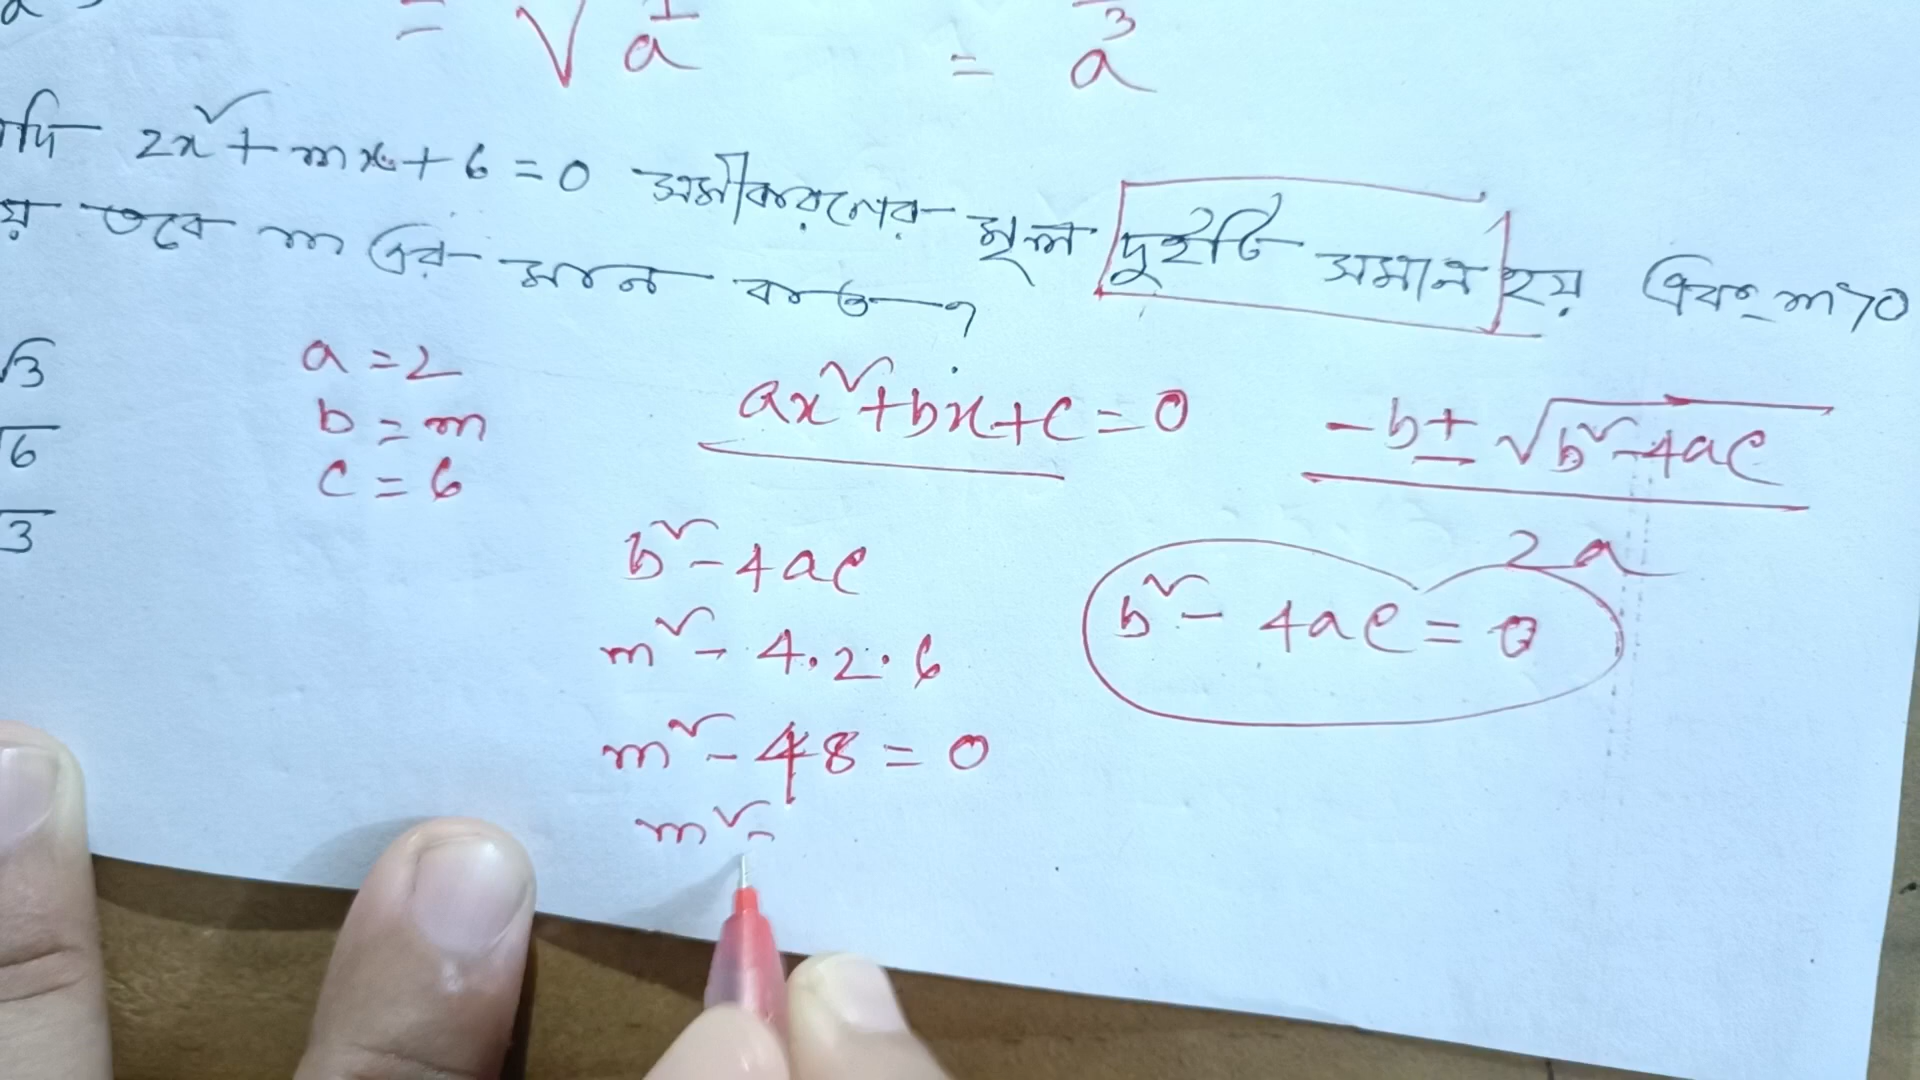 = √a
= a³
যদি 2x² + mx + 6 = 0 সমীকরণের মূল দুইটি সমান হয় এবং m>0
হয় তবে m এর মান কত?
√3
√6
√3
a = 2
b = m
c = 6
ax² + bx + c = 0
-b ± √b² - 4ac
2a
b² - 4ac
m² - 4.2.6
m² - 48 = 0
m² =
b² - 4ac = 0